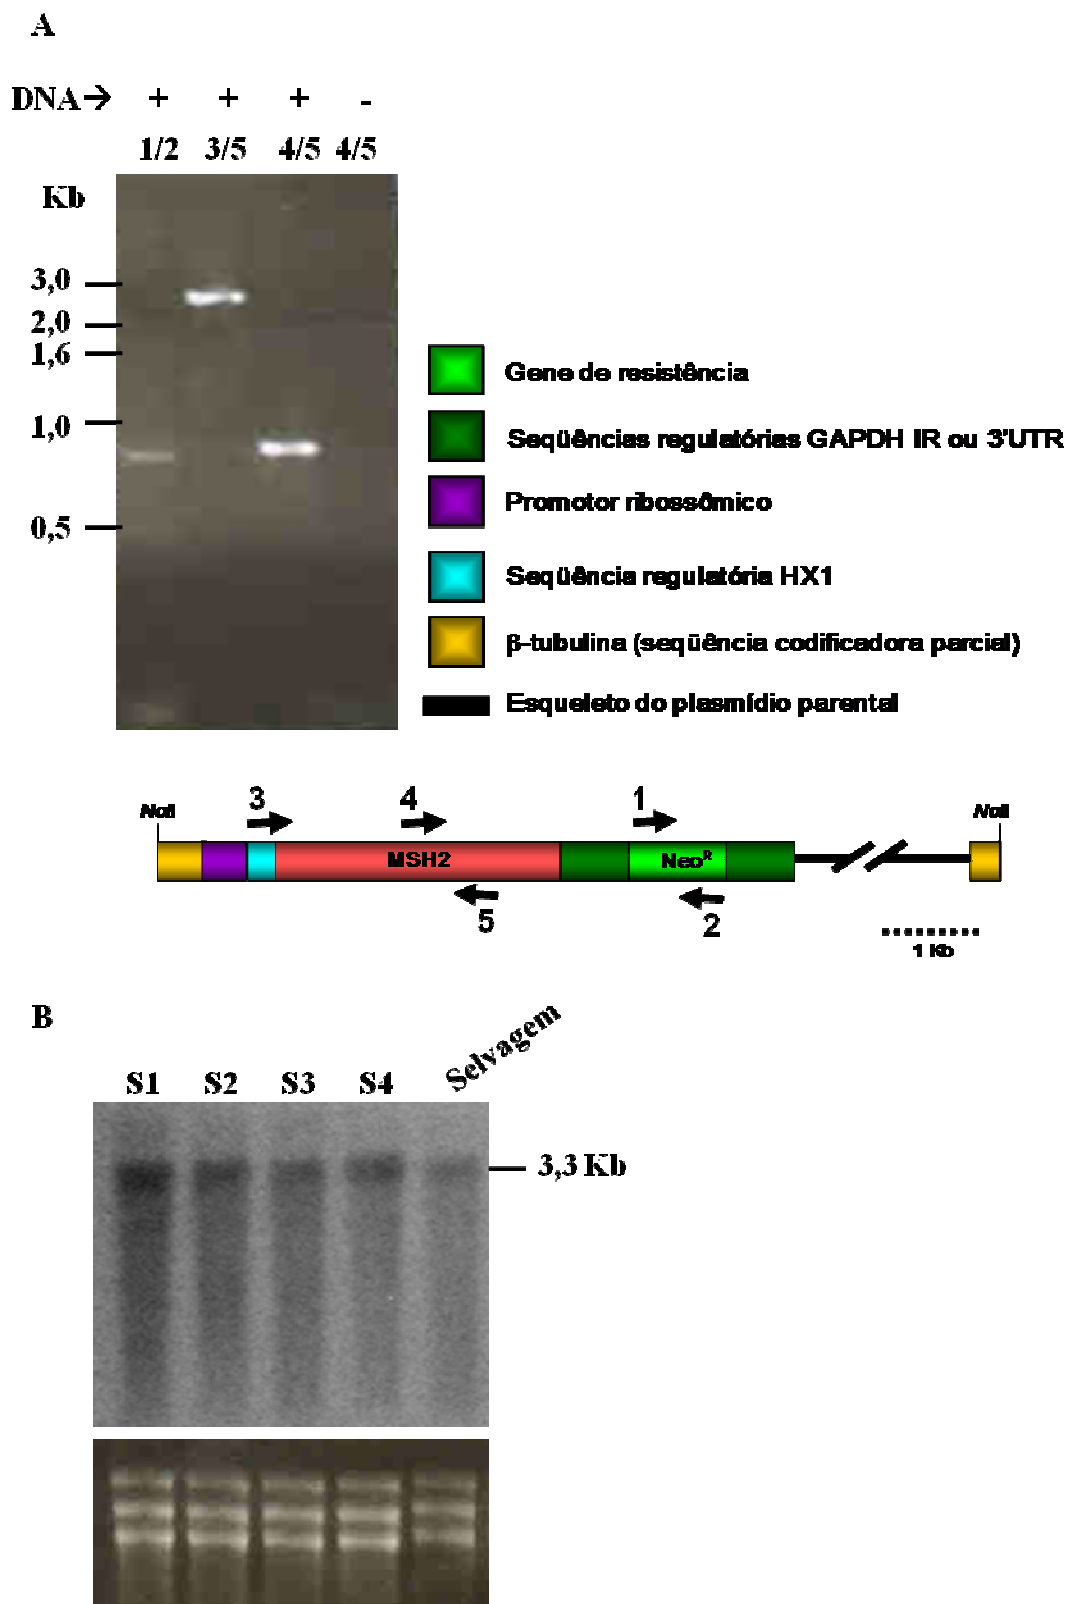 A
DNA→ + + + -
1/2 3/5 4/5 4/5
Kb
3,0
2,0
1,6
1,0
0,5
Gene de resistência
Seqüências regulatórias GAPDH IR ou 3'UTR
Promotor ribossômico
Seqüência regulatória HX1
β-tubulina (seqüência codificadora parcial)
Esqueleto do plasmídio parental
3 4 1
NotI NotI
MSH2 Neo^R
5 2
1 Kb
B
S1 S2 S3 S4 Selvagem
3,3 Kb